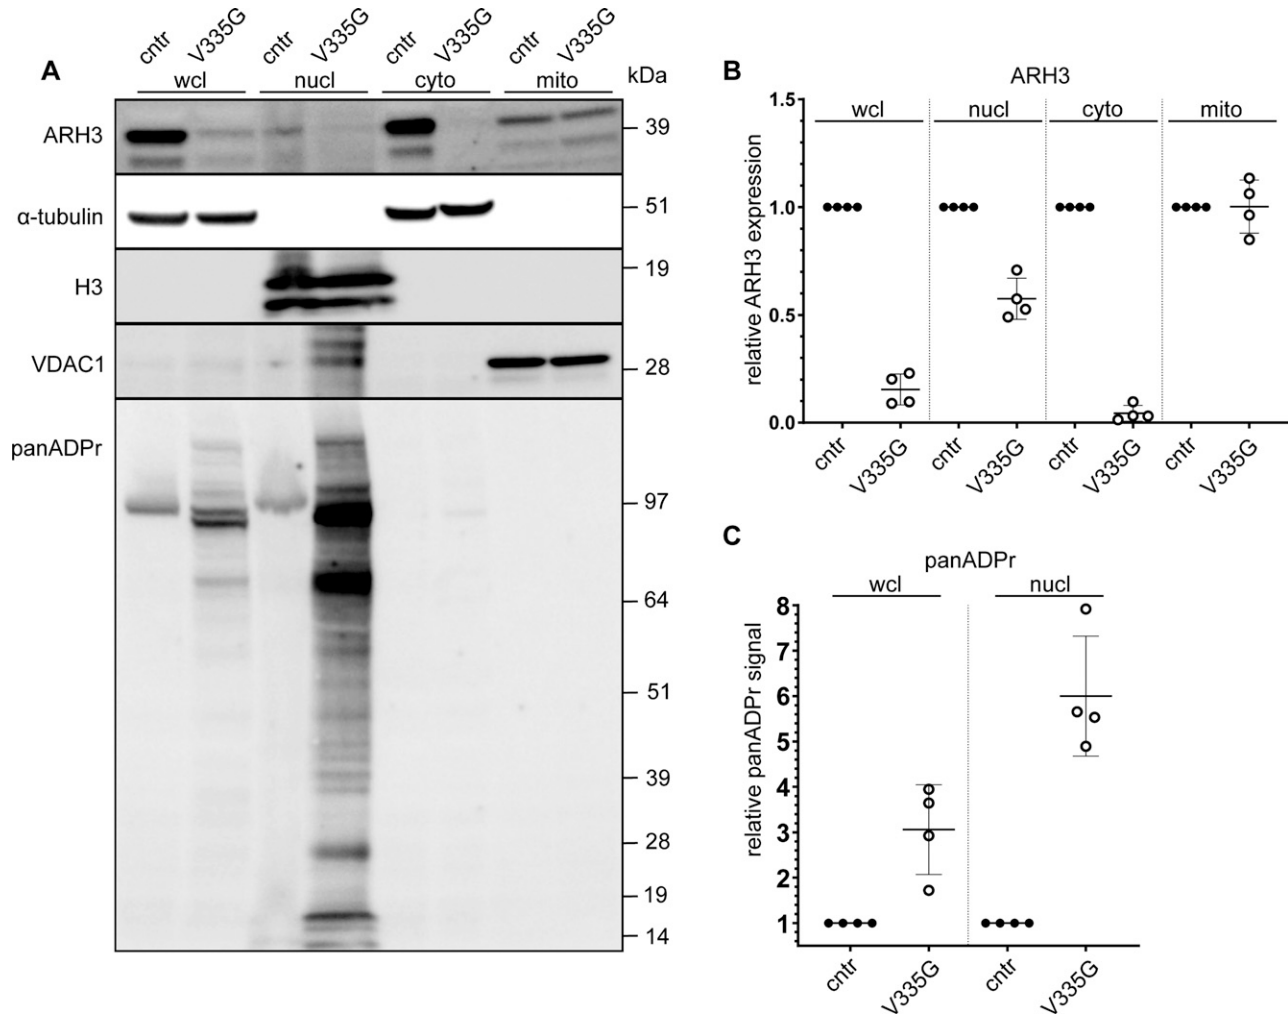 A
cntr V335G cntr V335G cntr V335G cntr V335G
wcl nucl cyto mito kDa
ARH3
39
α-tubulin
51
H3
19
VDAC1
28
panADPr
97
64
51
39
28
19
14
B
ARH3
wcl nucl cyto mito
relative ARH3 expression
1.5
1.0
0.5
0.0
cntr V335G cntr V335G cntr V335G cntr V335G
C
panADPr
wcl nucl
relative panADPr signal
8
7
6
5
4
3
2
1
cntr V335G cntr V335G